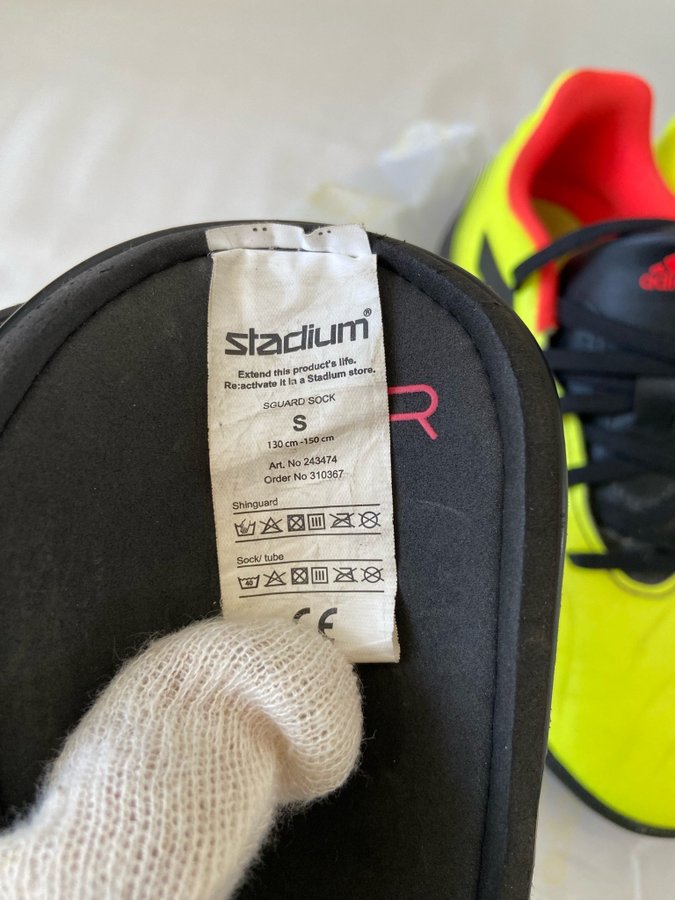 stadium®
Extend this product's life.
Re:activate it in a Stadium store.
SGUARD SOCK
S
130 cm -150 cm
Art. No 243474
Order No 310367
Shinguard
Sock/ tube
40
CE
R